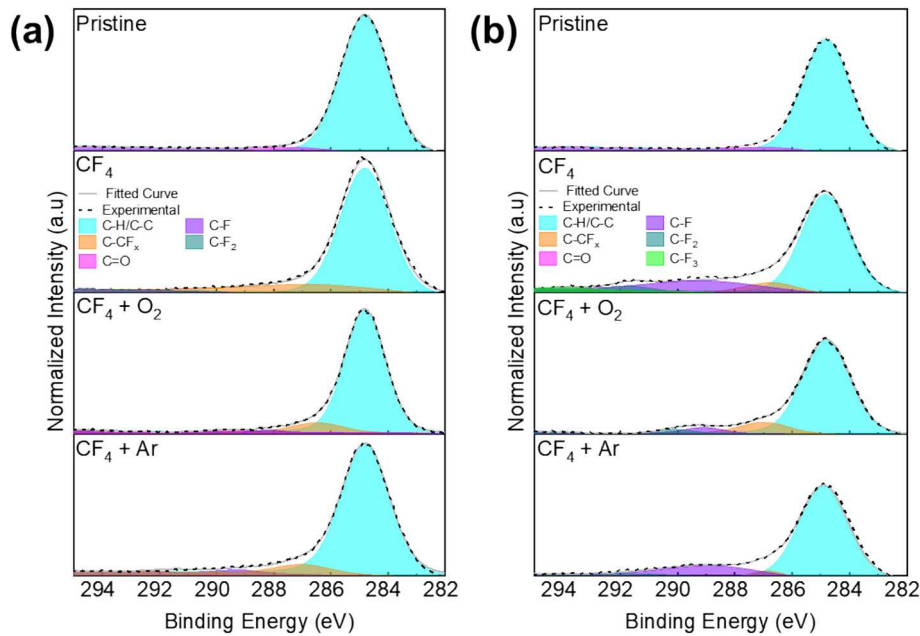 (a)
Pristine
CF₄
Fitted Curve
Experimental
C-H/C-C
C-F
C-CFₓ
C-F₂
C=O
CF₄ + O₂
CF₄ + Ar
Normalized Intensity (a.u)
294 292 290 288 286 284 282
Binding Energy (eV)
(b)
Pristine
CF₄
Fitted Curve
Experimental
C-H/C-C
C-F
C-CFₓ
C-F₂
C=O
C-F₃
CF₄ + O₂
CF₄ + Ar
Normalized Intensity (a.u)
294 292 290 288 286 284 282
Binding Energy (eV)